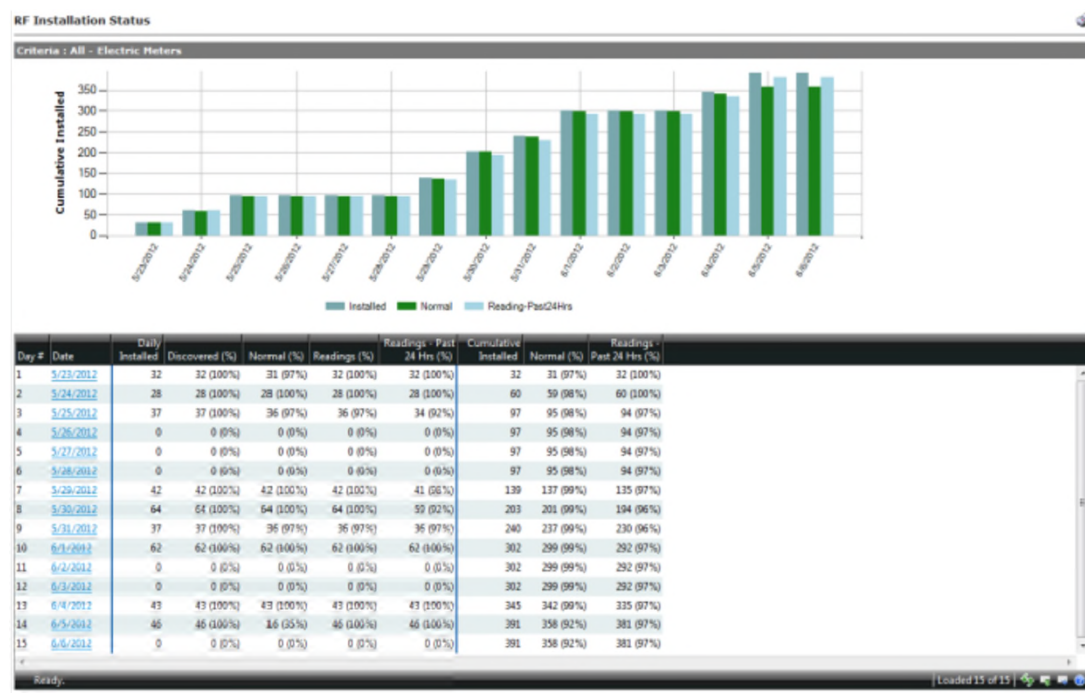 RF Installation Status
Criteria : All - Electric Meters
Cumulative Installed
350
300
250
200
150
100
50
0
5/23/2012 5/24/2012 5/25/2012 5/26/2012 5/27/2012 5/28/2012 5/29/2012 5/30/2012 5/31/2012 6/1/2012 6/2/2012 6/3/2012 6/4/2012 6/5/2012 6/6/2012
Installed Normal Reading-Past24Hrs
Daily Readings - Past Cumulative Readings -
Day # Date Installed Discovered (%) Normal (%) Readings (%) 24 Hrs (%) Installed Normal (%) Past 24 Hrs (%)
1 5/23/2012 32 32 (100%) 31 (97%) 32 (100%) 32 (100%) 32 31 (97%) 32 (100%)
2 5/24/2012 28 28 (100%) 28 (100%) 28 (100%) 28 (100%) 60 59 (98%) 60 (100%)
3 5/25/2012 37 37 (100%) 36 (97%) 36 (97%) 34 (92%) 97 95 (98%) 94 (97%)
4 5/26/2012 0 0 (0%) 0 (0%) 0 (0%) 0 (0%) 97 95 (98%) 94 (97%)
5 5/27/2012 0 0 (0%) 0 (0%) 0 (0%) 0 (0%) 97 95 (98%) 94 (97%)
6 5/28/2012 0 0 (0%) 0 (0%) 0 (0%) 0 (0%) 97 95 (98%) 94 (97%)
7 5/29/2012 42 42 (100%) 42 (100%) 42 (100%) 41 (98%) 139 137 (99%) 135 (97%)
8 5/30/2012 64 64 (100%) 64 (100%) 64 (100%) 59 (92%) 203 201 (99%) 194 (96%)
9 5/31/2012 37 37 (100%) 36 (97%) 36 (97%) 36 (97%) 240 237 (99%) 230 (96%)
10 6/1/2012 62 62 (100%) 62 (100%) 62 (100%) 62 (100%) 302 299 (99%) 292 (97%)
11 6/2/2012 0 0 (0%) 0 (0%) 0 (0%) 0 (0%) 302 299 (99%) 292 (97%)
12 6/3/2012 0 0 (0%) 0 (0%) 0 (0%) 0 (0%) 302 299 (99%) 292 (97%)
13 6/4/2012 43 43 (100%) 43 (100%) 43 (100%) 43 (100%) 345 342 (99%) 335 (97%)
14 6/5/2012 46 46 (100%) 16 (35%) 46 (100%) 46 (100%) 391 358 (92%) 381 (97%)
15 6/6/2012 0 0 (0%) 0 (0%) 0 (0%) 0 (0%) 391 358 (92%) 381 (97%)
Ready. Loaded 15 of 15